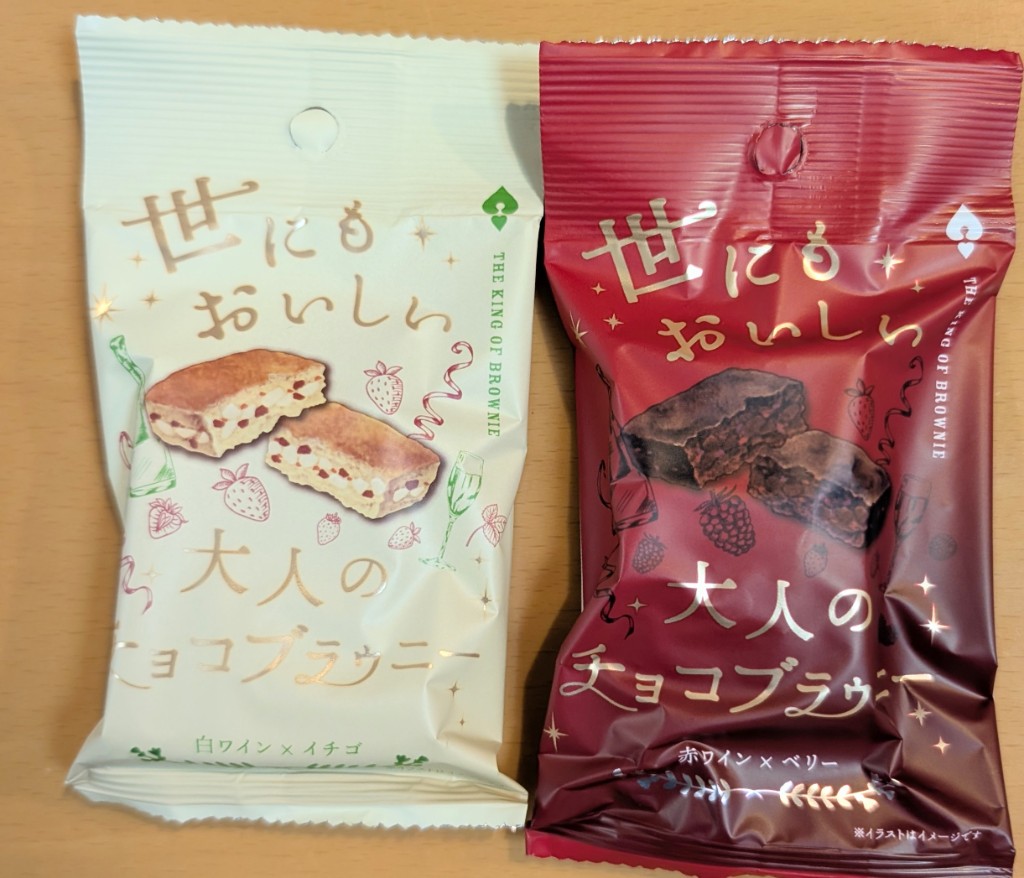 世にも
おいしい
THE KING OF BROWNIE
大人の
チョコブラウニー
白ワイン×イチゴ
世にも
おいしい
THE KING OF BROWNIE
大人の
チョコブラウニー
赤ワイン×ベリー
※イラストはイメージです